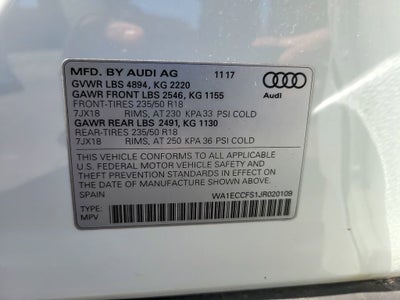 MFD. BY AUDI AG 11 17
GVWR LBS 4894, KG 2220
GAWR FRONT LBS 2546, KG 1155
FRONT-TIRES 235/50 R18
7JX18 RIMS, AT 230 KPA 33 PSI COLD
GAWR REAR LBS 2491, KG 1130
REAR-TIRES 235/50 R18
7JX18 RIMS, AT 250 KPA 36 PSI COLD
Audi
THIS VEHICLE CONFORMS TO ALL APPLICABLE
U.S. FEDERAL MOTOR VEHICLE SAFETY AND
THEFT PREVENTION STANDARDS IN EFFECT ON
THE DATE OF MANUFACTURE SHOWN ABOVE.
SPAIN
WA1ECCFS1JR020109
TYPE:
MPV